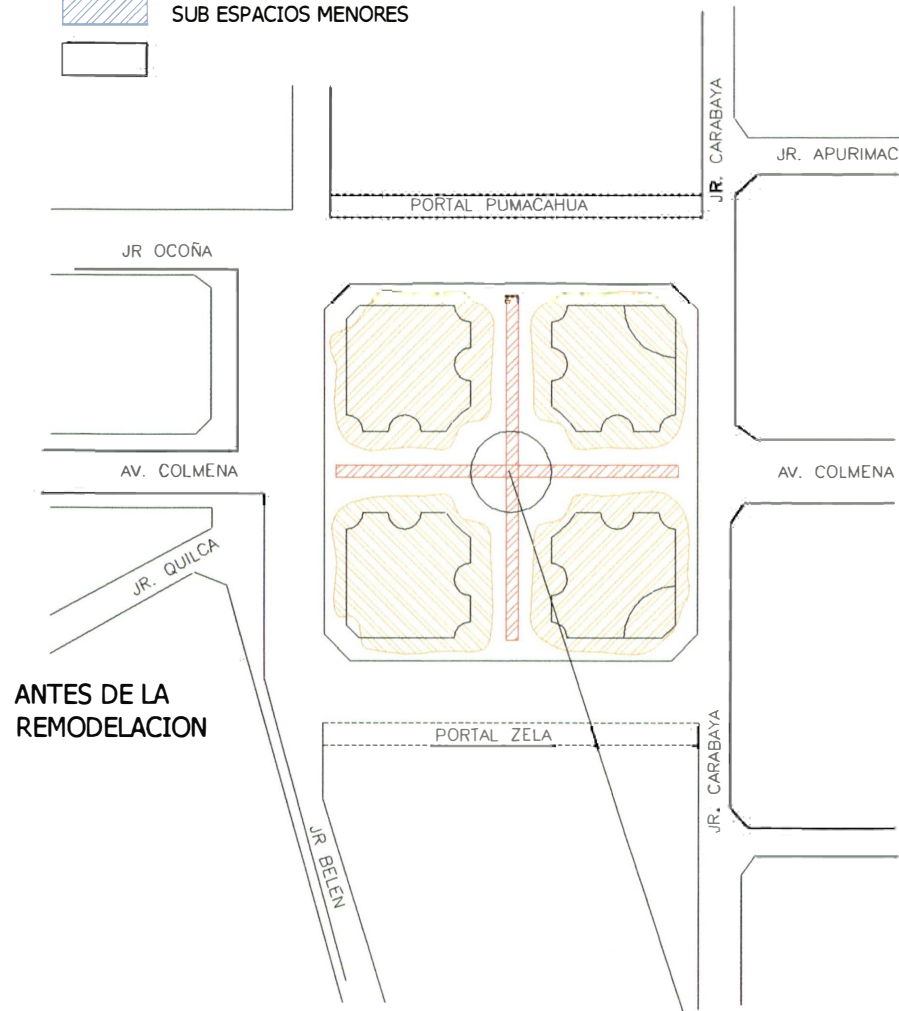 SUB ESPACIOS MENORES
JR. CARABAYA
JR. APURIMAC
PORTAL PUMACAHUA
JR OCOÑA
AV. COLMENA
AV. COLMENA
JR. QUILCA
ANTES DE LA
REMODELACION
PORTAL ZELA
JR. CARABAYA
JR BELEN